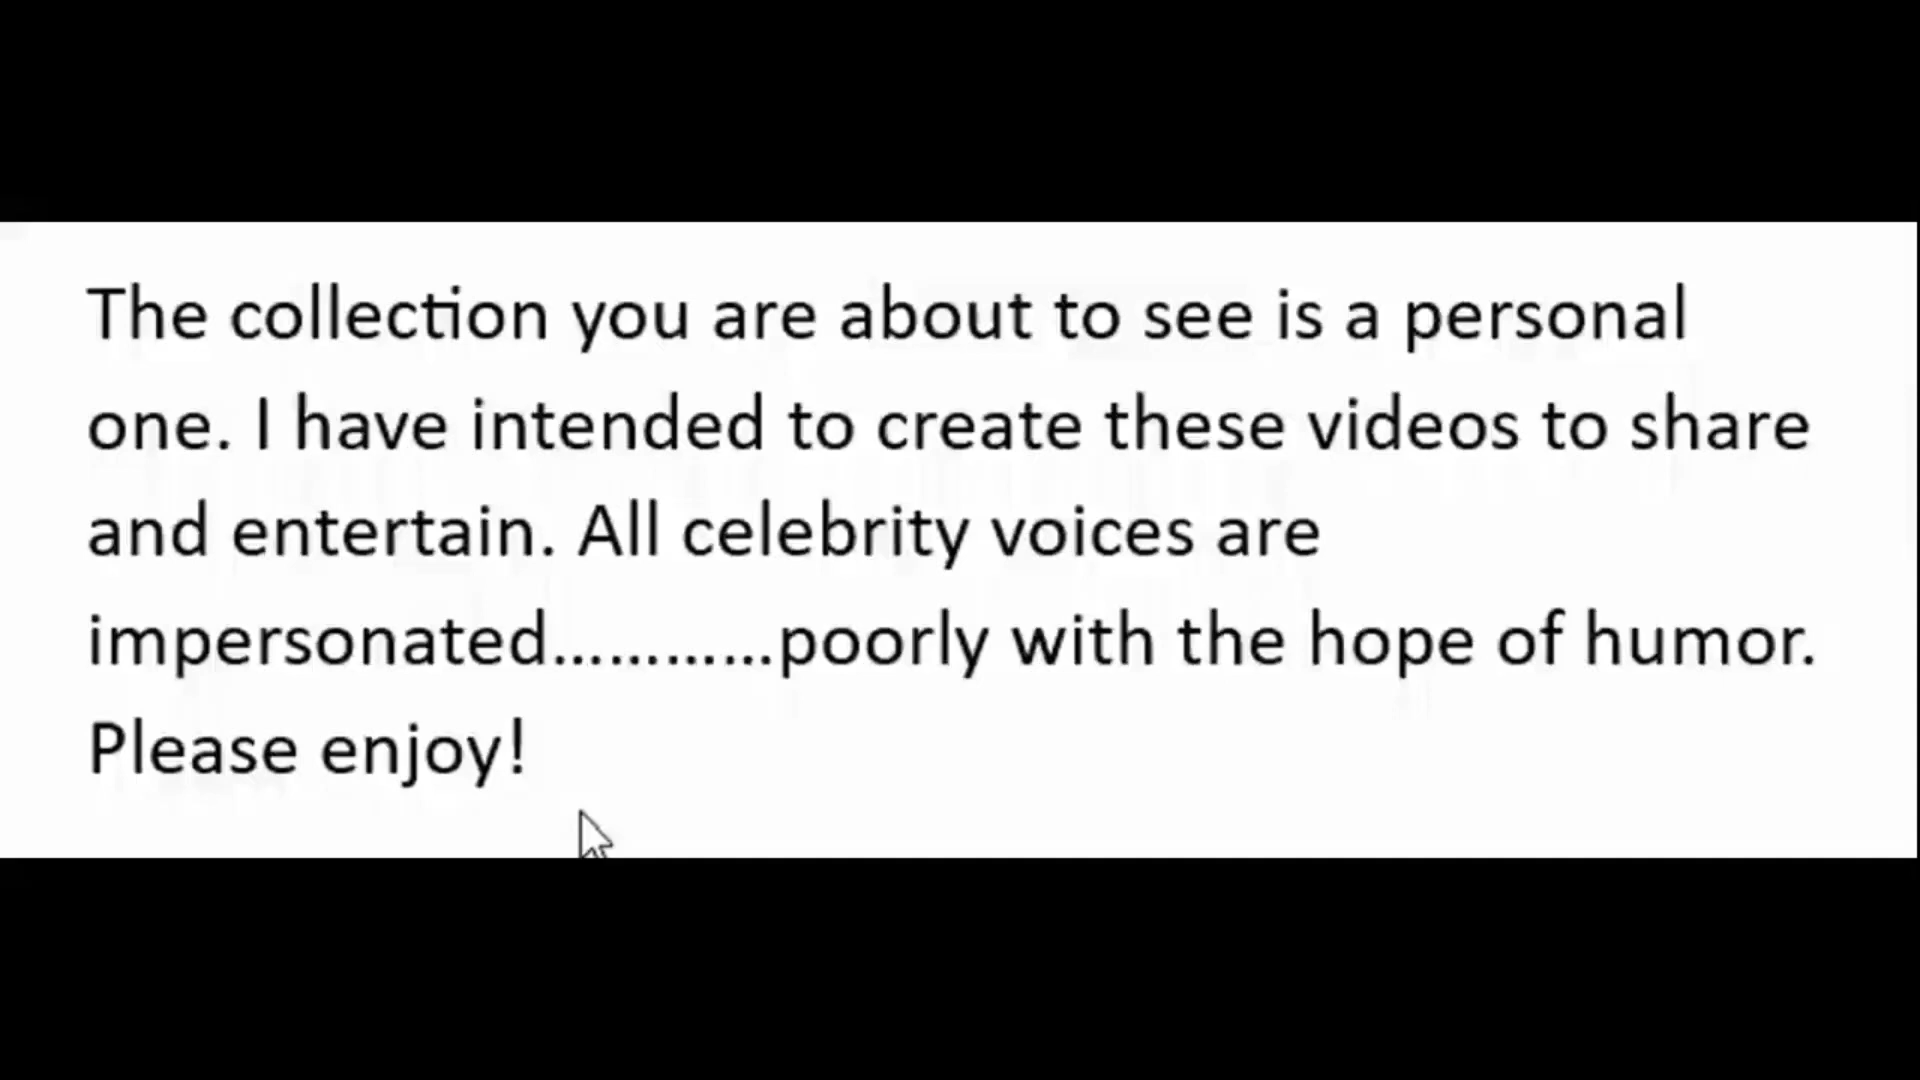 The collection you are about to see is a personal
one. I have intended to create these videos to share
and entertain. All celebrity voices are
impersonated............poorly with the hope of humor.
Please enjoy!